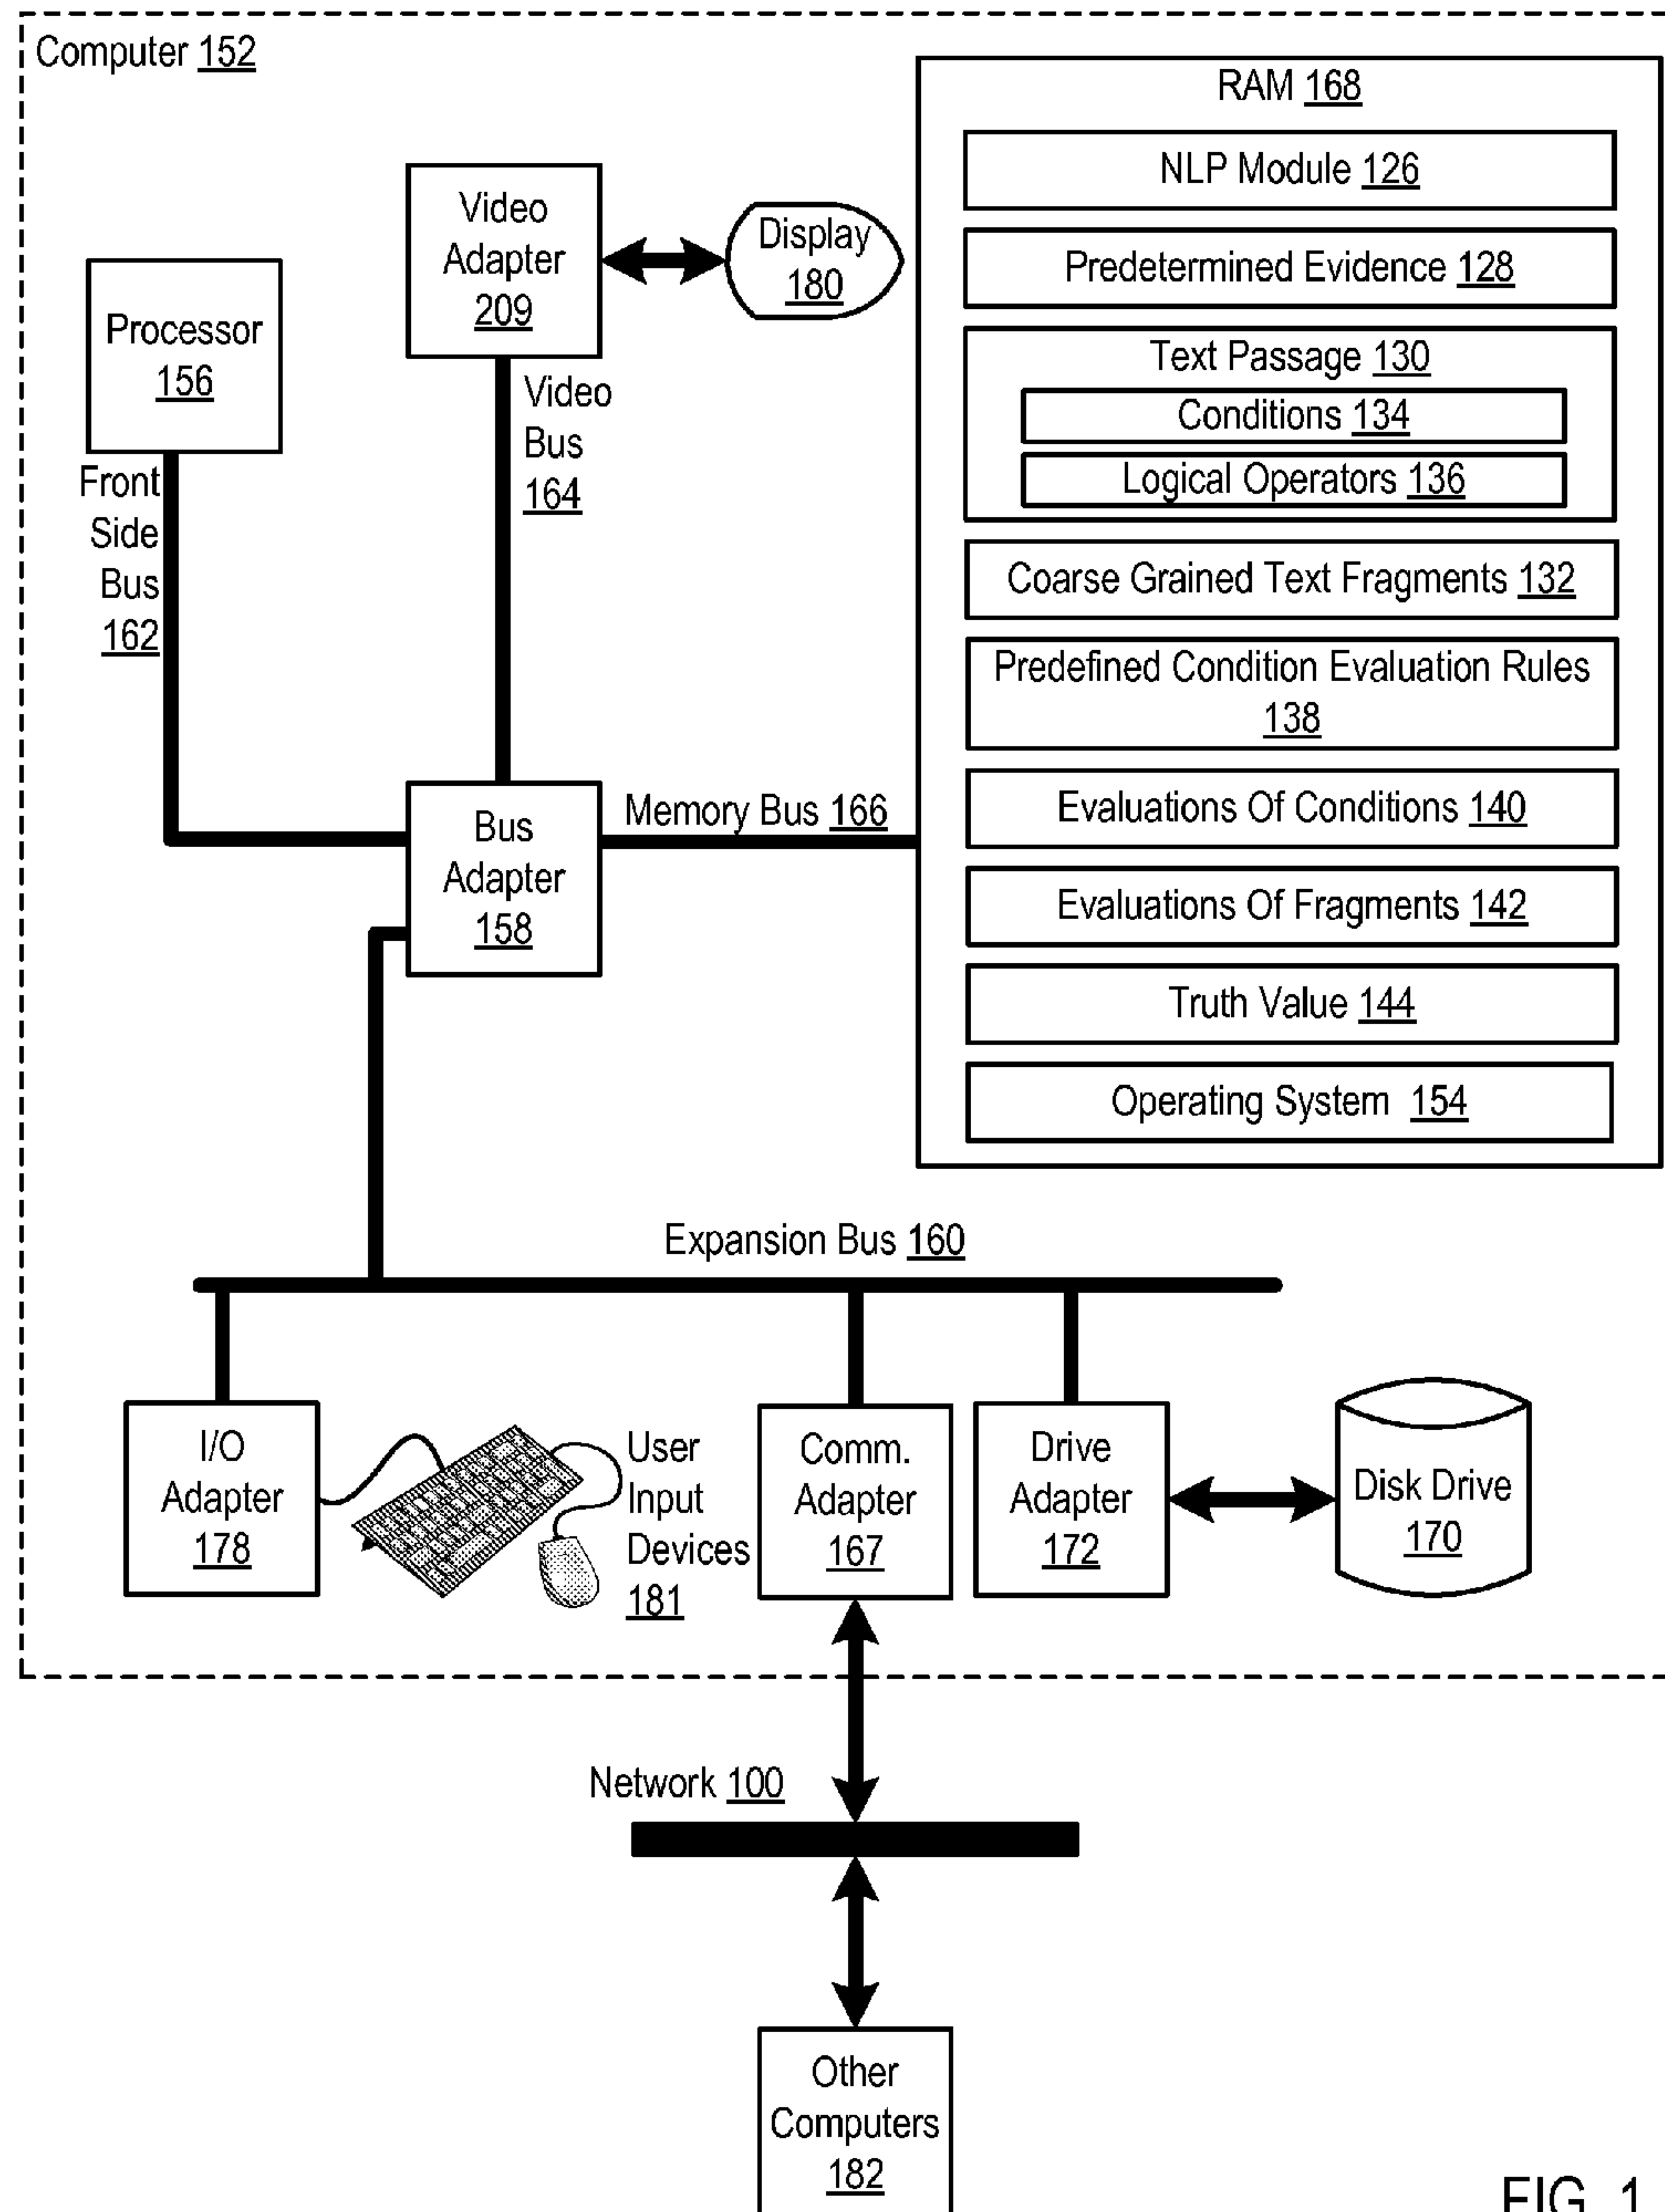 Computer 152
RAM 168
NLP Module 126
Predetermined Evidence 128
Text Passage 130
Conditions 134
Logical Operators 136
Coarse Grained Text Fragments 132
Predefined Condition Evaluation Rules
138
Evaluations Of Conditions 140
Evaluations Of Fragments 142
Truth Value 144
Operating System 154
Video
Adapter
209
Display
180
Processor
156
Video
Bus
164
Front
Side
Bus
162
Bus
Adapter
158
Memory Bus 166
Expansion Bus 160
I/O
Adapter
178
User
Input
Devices
181
Comm.
Adapter
167
Drive
Adapter
172
Disk Drive
170
Network 100
Other
Computers
182
FIG. 1